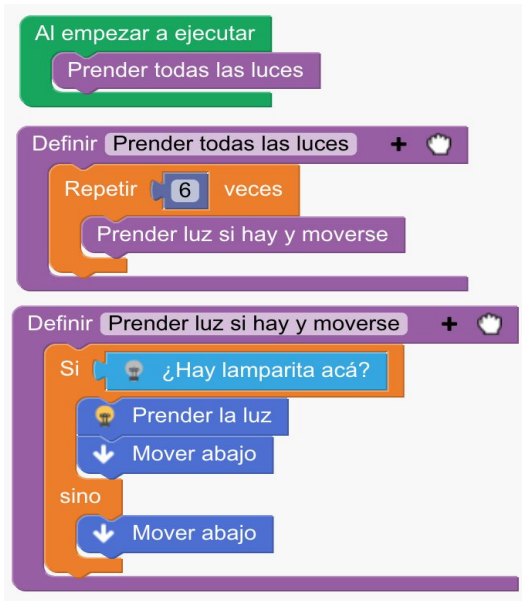 Al empezar a ejecutar
Prender todas las luces
Definir Prender todas las luces +
Repetir 6 veces
Prender luz si hay y moverse
Definir Prender luz si hay y moverse +
Si ¿Hay lamparita acá?
Prender la luz
Mover abajo
sino
Mover abajo